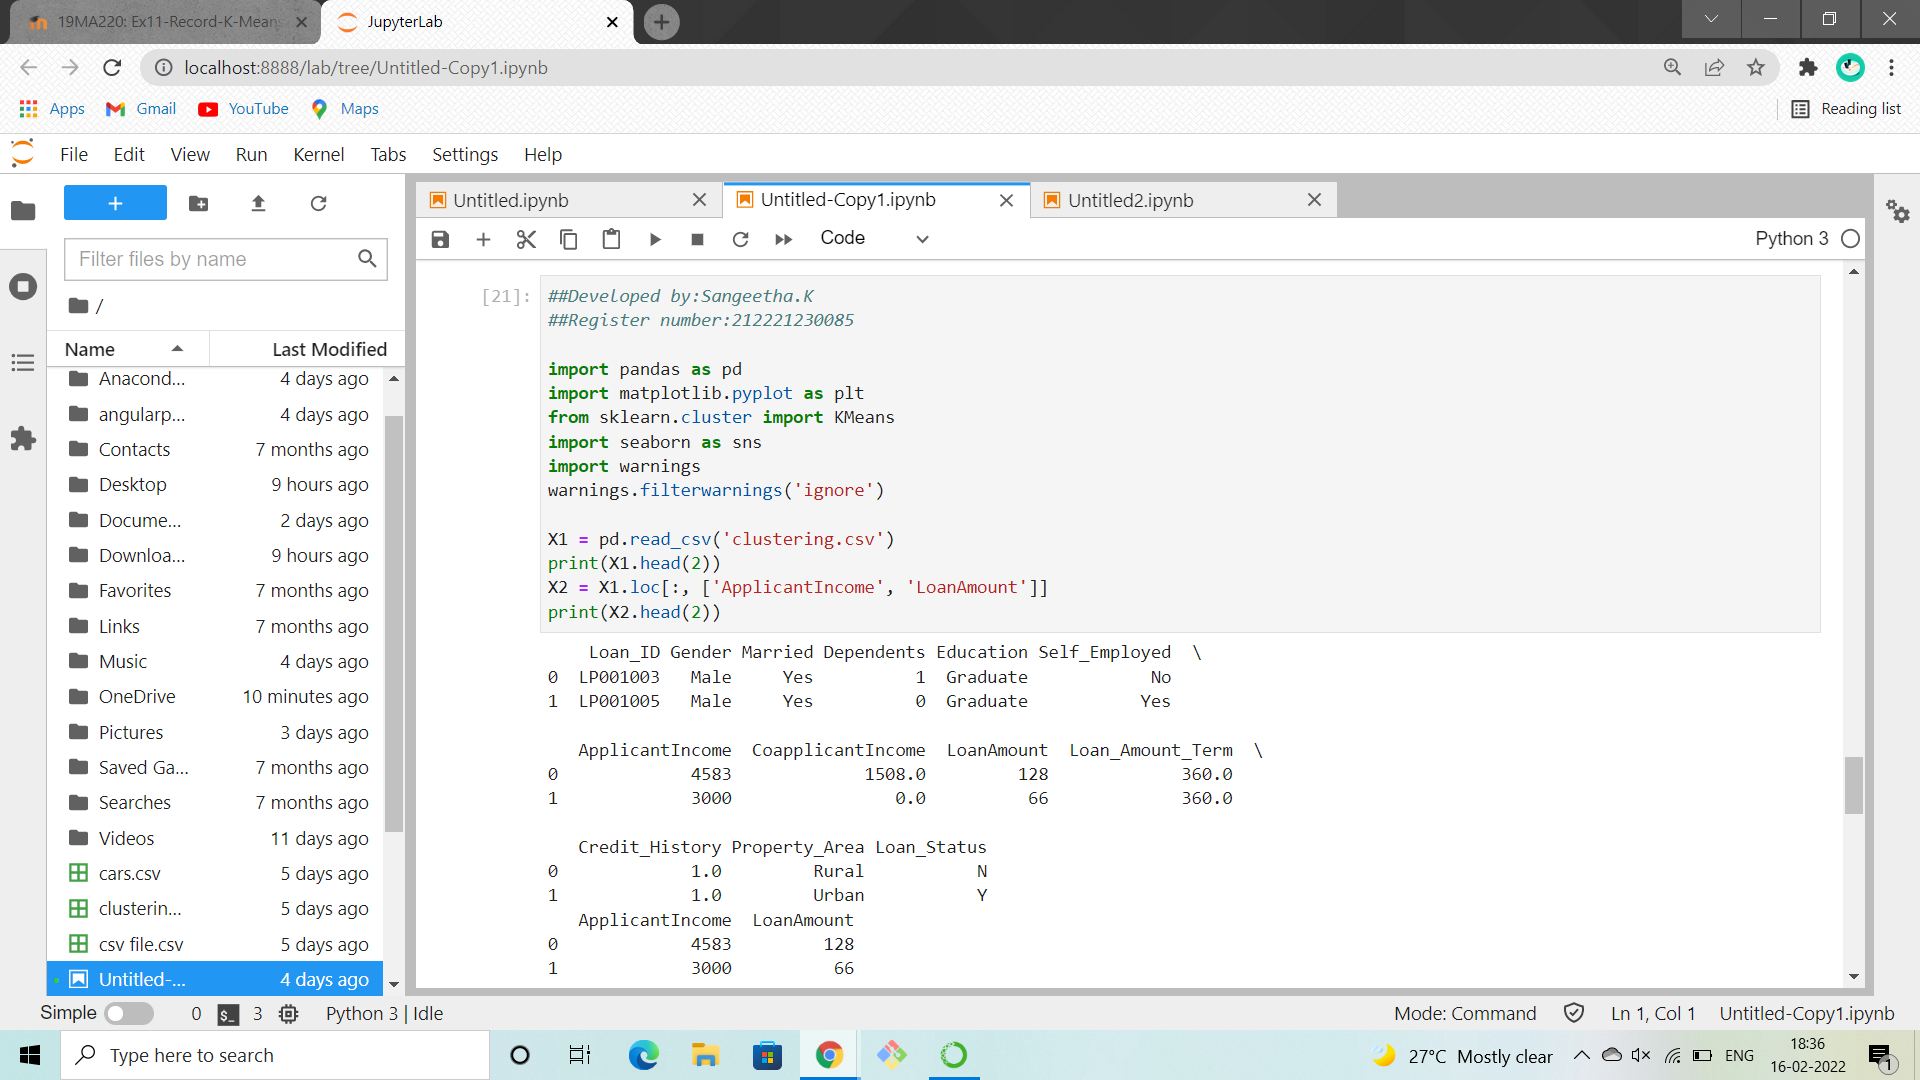 19MA220: Ex11-Record-K-Means
JupyterLab
localhost:8888/lab/tree/Untitled-Copy1.ipynb
Apps Gmail YouTube Maps Reading list
File Edit View Run Kernel Tabs Settings Help
Untitled.ipynb Untitled-Copy1.ipynb Untitled2.ipynb
Code Python 3
Filter files by name
/
Name Last Modified
Anacond... 4 days ago
angularp... 4 days ago
Contacts 7 months ago
Desktop 9 hours ago
Docume... 2 days ago
Downloa... 9 hours ago
Favorites 7 months ago
Links 7 months ago
Music 4 days ago
OneDrive 10 minutes ago
Pictures 3 days ago
Saved Ga... 7 months ago
Searches 7 months ago
Videos 11 days ago
cars.csv 5 days ago
clusterin... 5 days ago
csv file.csv 5 days ago
Untitled-... 4 days ago
[21]: ##Developed by:Sangeetha.K
##Register number:212221230085
import pandas as pd
import matplotlib.pyplot as plt
from sklearn.cluster import KMeans
import seaborn as sns
import warnings
warnings.filterwarnings('ignore')
X1 = pd.read_csv('clustering.csv')
print(X1.head(2))
X2 = X1.loc[:, ['ApplicantIncome', 'LoanAmount']]
print(X2.head(2))
Loan_ID Gender Married Dependents Education Self_Employed \
0 LP001003 Male Yes 1 Graduate No
1 LP001005 Male Yes 0 Graduate Yes
ApplicantIncome CoapplicantIncome LoanAmount Loan_Amount_Term \
0 4583 1508.0 128 360.0
1 3000 0.0 66 360.0
Credit_History Property_Area Loan_Status
0 1.0 Rural N
1 1.0 Urban Y
ApplicantIncome LoanAmount
0 4583 128
1 3000 66
Simple 0 $_ 3 Python 3 | Idle Mode: Command Ln 1, Col 1 Untitled-Copy1.ipynb
Type here to search 27°C Mostly clear ENG 18:36
16-02-2022 1